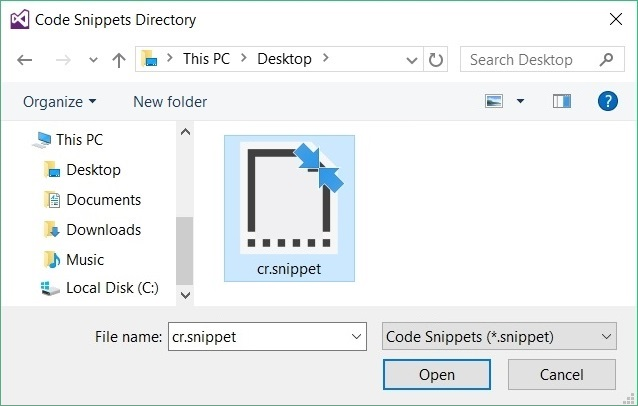 Code Snippets Directory
This PC Desktop
Search Desktop
Organize New folder
?
This PC
Desktop
Documents
Downloads
Music
Local Disk (C:)
cr.snippet
File name: cr.snippet Code Snippets (*.snippet)
Open Cancel